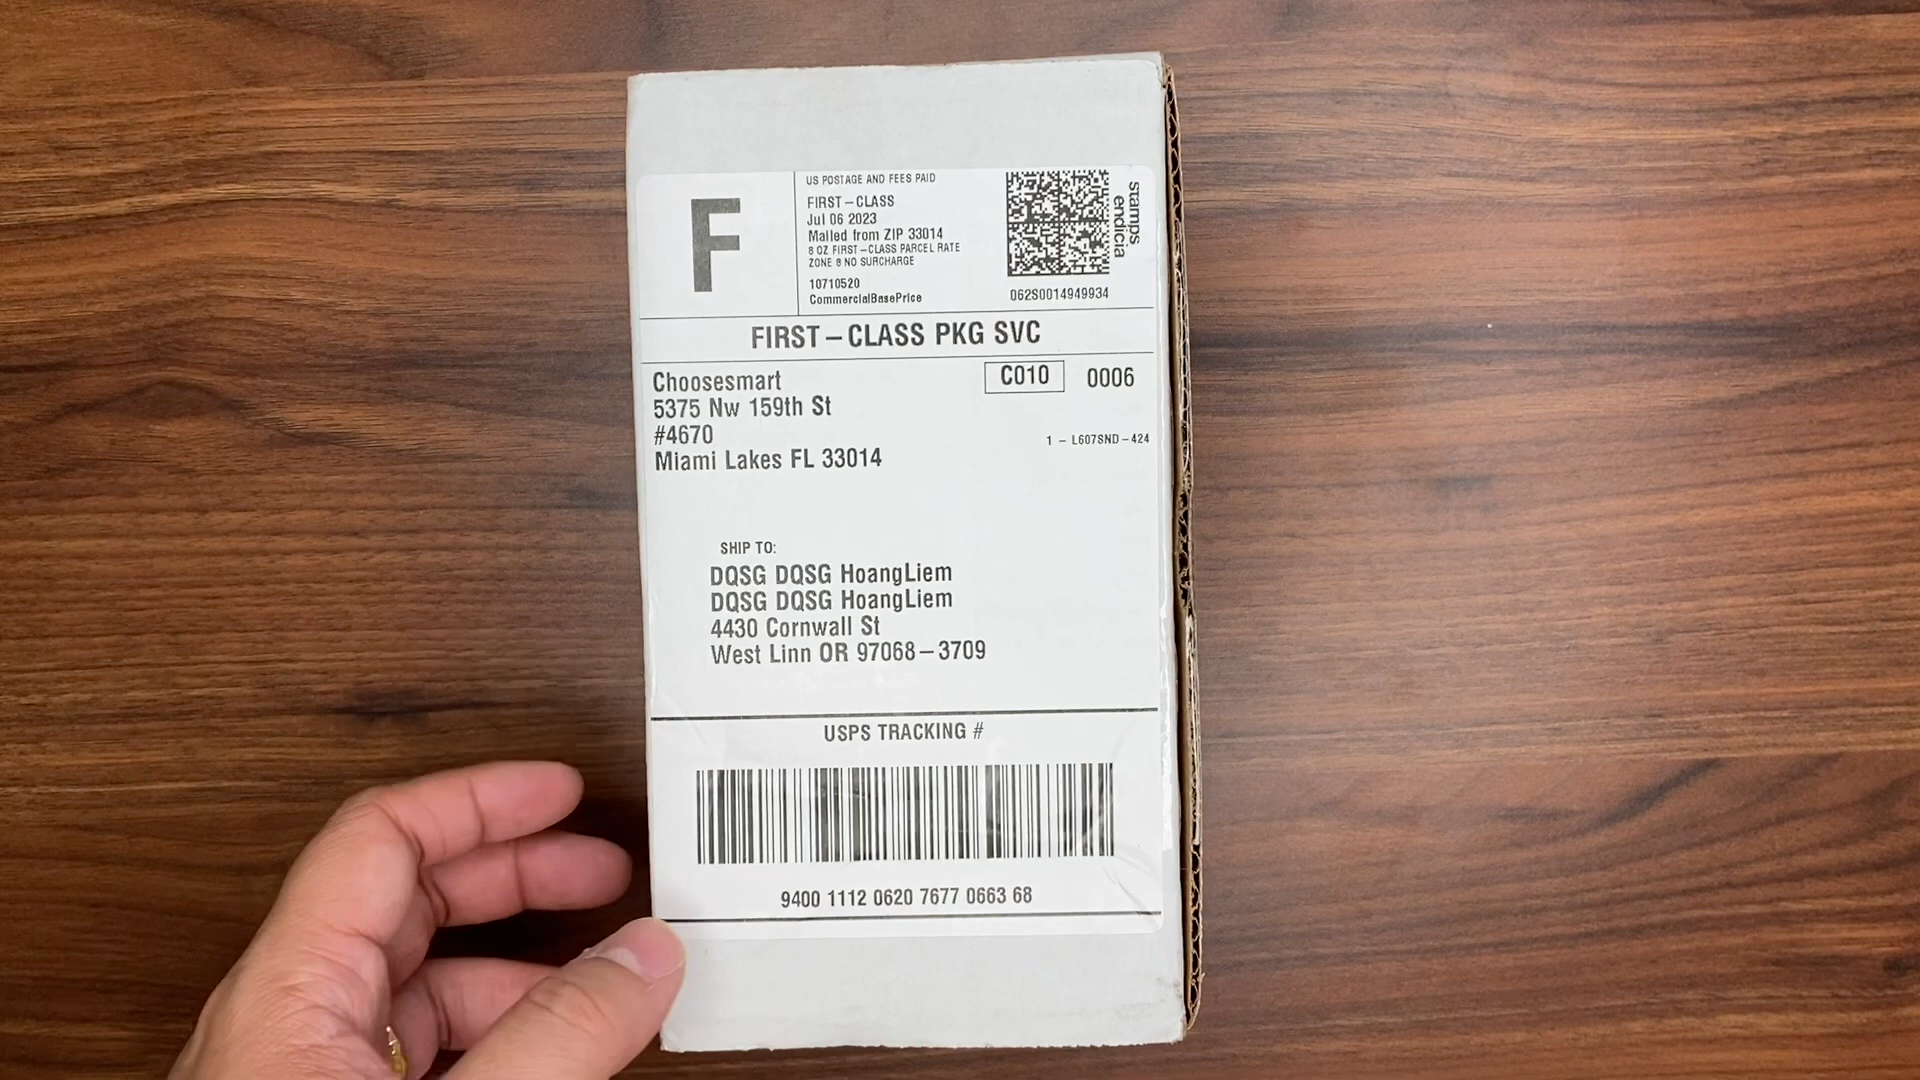 F
US POSTAGE AND FEES PAID
FIRST-CLASS
Jul 06 2023
Mailed from ZIP 33014
8 OZ FIRST-CLASS PARCEL RATE
ZONE 8 NO SURCHARGE
10710520
CommercialBasePrice
stamps
endicia
062S0014949934
FIRST-CLASS PKG SVC
Choosesmart
5375 Nw 159th St
#4670
Miami Lakes FL 33014
C010 0006
1 - L607SND-424
SHIP TO:
DQSG DQSG HoangLiem
DQSG DQSG HoangLiem
4430 Cornwall St
West Linn OR 97068-3709
USPS TRACKING #
9400 1112 0620 7677 0663 68